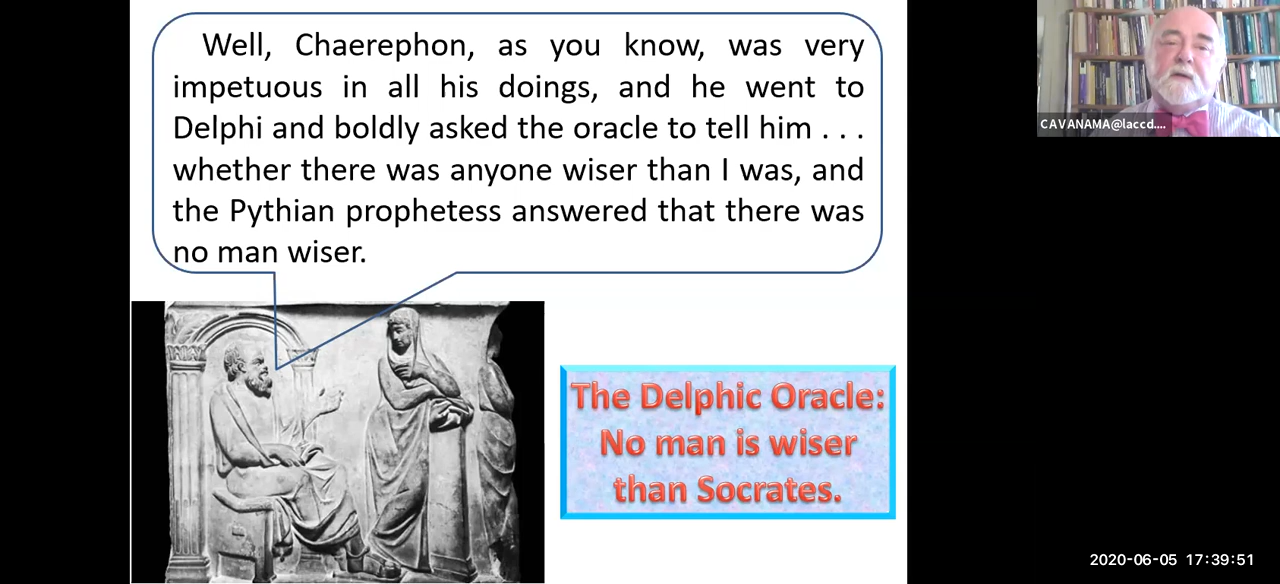 Well, Chaerephon, as you know, was very
impetuous in all his doings, and he went to
Delphi and boldly asked the oracle to tell him . . .
whether there was anyone wiser than I was, and
the Pythian prophetess answered that there was
no man wiser.
CAVANAMA@laccd....
The Delphic Oracle:
No man is wiser
than Socrates.
2020-06-05 17:39:51